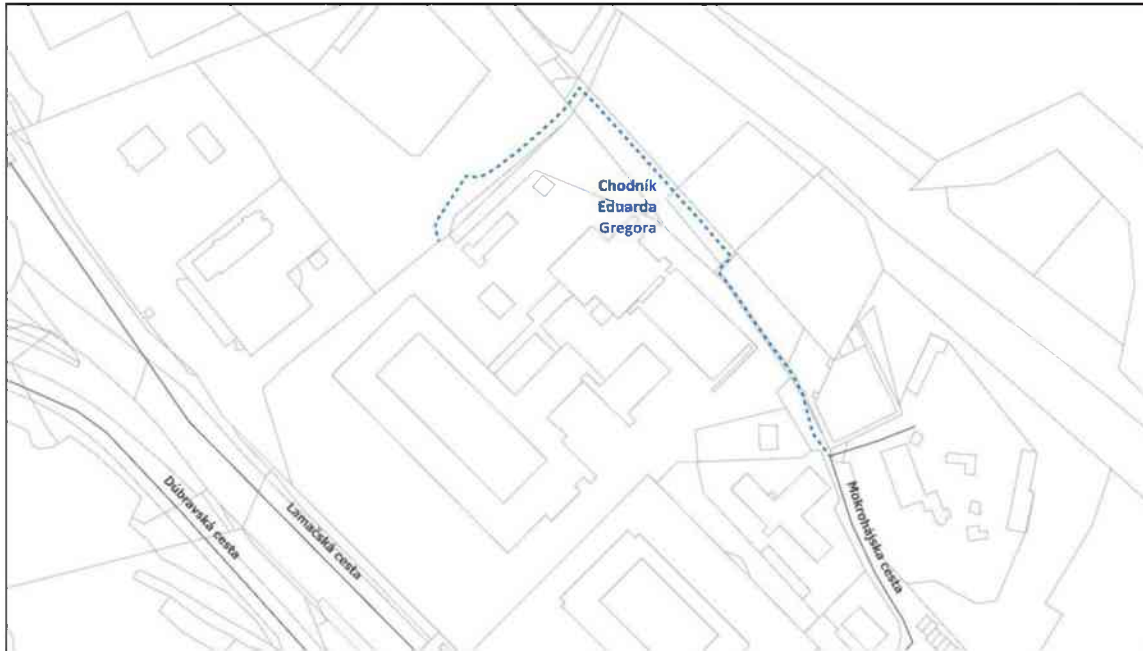 Chodník
Eduarda
Gregora
Dúbravská cesta
Lamačská cesta
Mokrohájska cesta